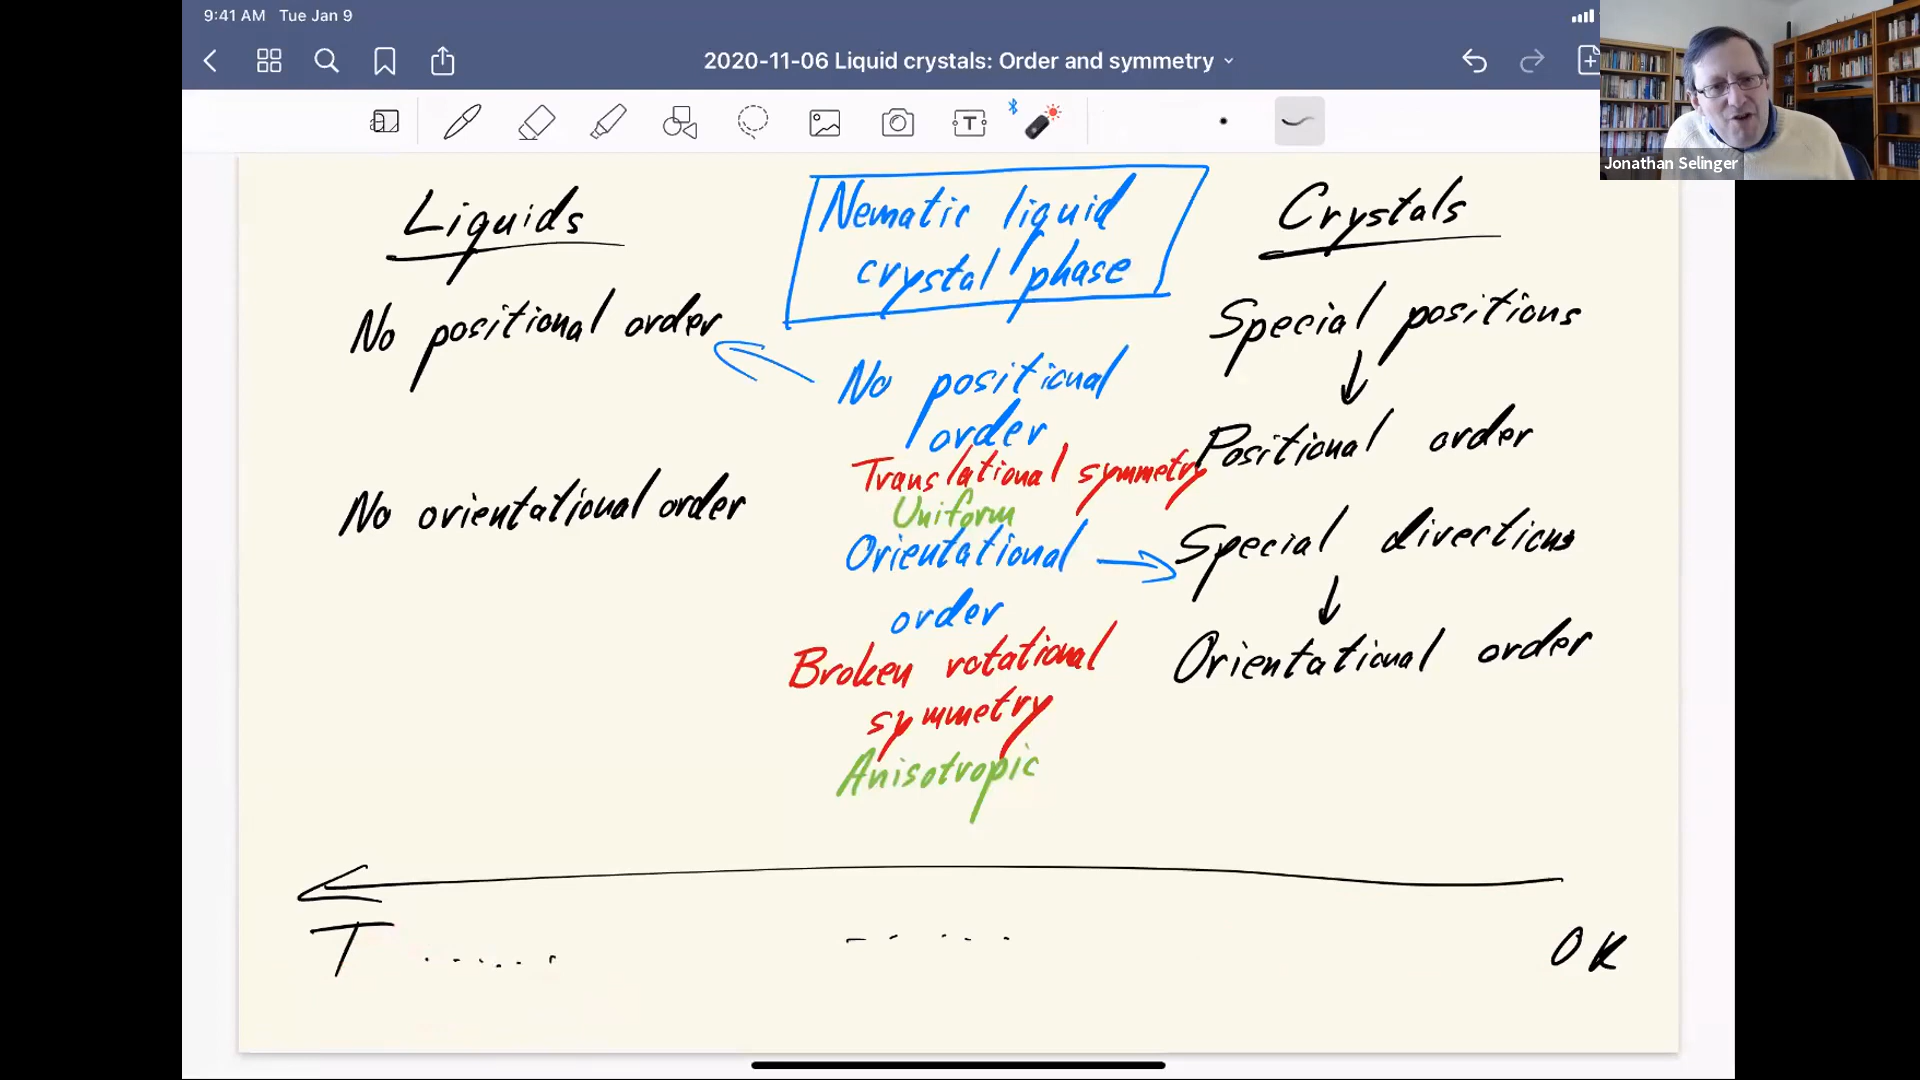 9:41 AM Tue Jan 9
2020-11-06 Liquid crystals: Order and symmetry
Jonathan Selinger
Liquids
No positional order
No orientational order
Nematic liquid
crystal phase
No positional
order
Translational symmetry
Uniform
Orientational
order
Broken rotational
symmetry
Anisotropic
Crystals
Special positions
Positional order
Special directions
Orientational order
T
0 K